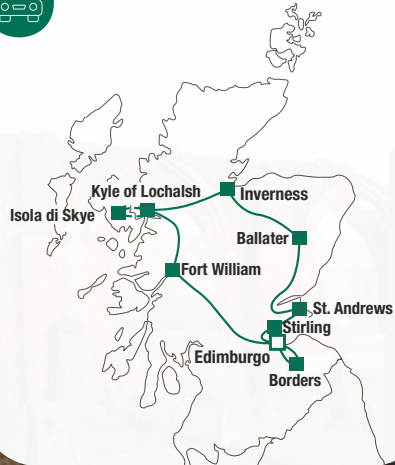 Kyle of Lochalsh
Inverness
Isola di Skye
Ballater
Fort William
St. Andrews
Stirling
Edimburgo
Borders